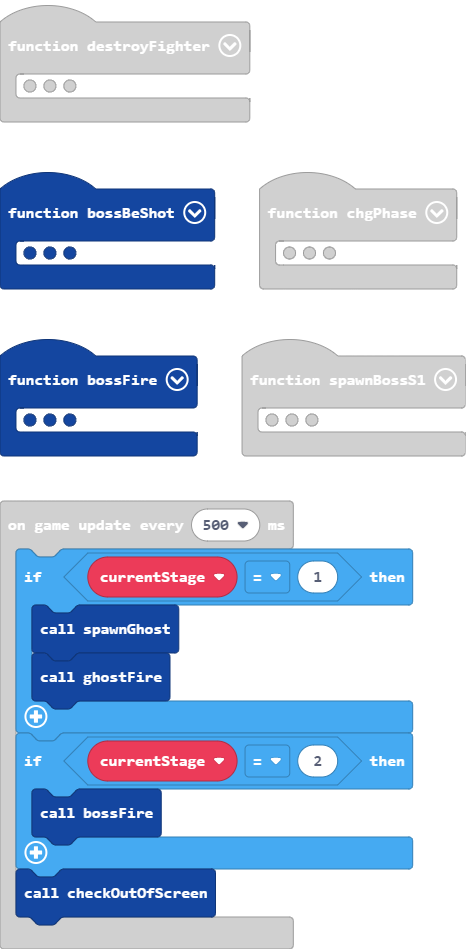 function destroyFighter
function bossBeShot
function chgPhase
function bossFire
function spawnBossS1
on game update every 500 ms
if currentStage = 1 then
call spawnGhost
call ghostFire
if currentStage = 2 then
call bossFire
call checkOutOfScreen